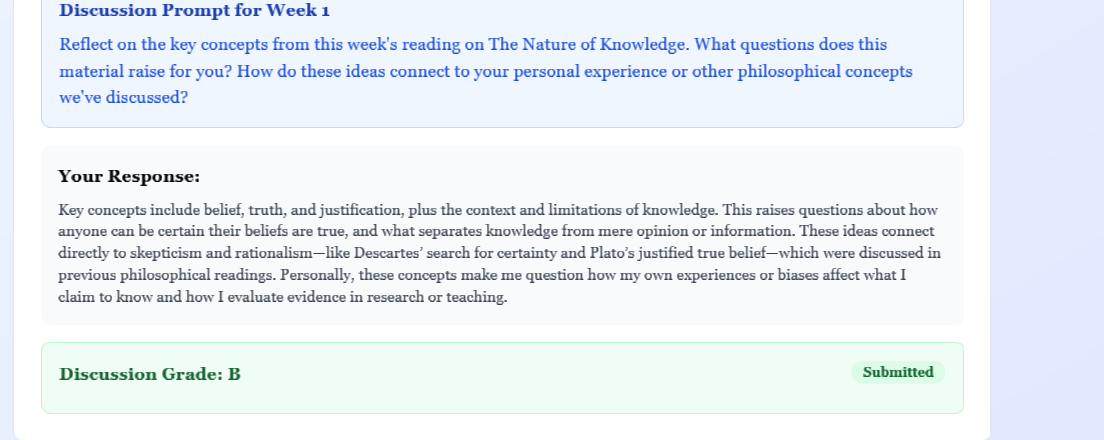 Discussion Prompt for Week 1
Reflect on the key concepts from this week's reading on The Nature of Knowledge. What questions does this
material raise for you? How do these ideas connect to your personal experience or other philosophical concepts
we've discussed?
Your Response:
Key concepts include belief, truth, and justification, plus the context and limitations of knowledge. This raises questions about how
anyone can be certain their beliefs are true, and what separates knowledge from mere opinion or information. These ideas connect
directly to skepticism and rationalism—like Descartes’ search for certainty and Plato’s justified true belief—which were discussed in
previous philosophical readings. Personally, these concepts make me question how my own experiences or biases affect what I
claim to know and how I evaluate evidence in research or teaching.
Discussion Grade: B
Submitted